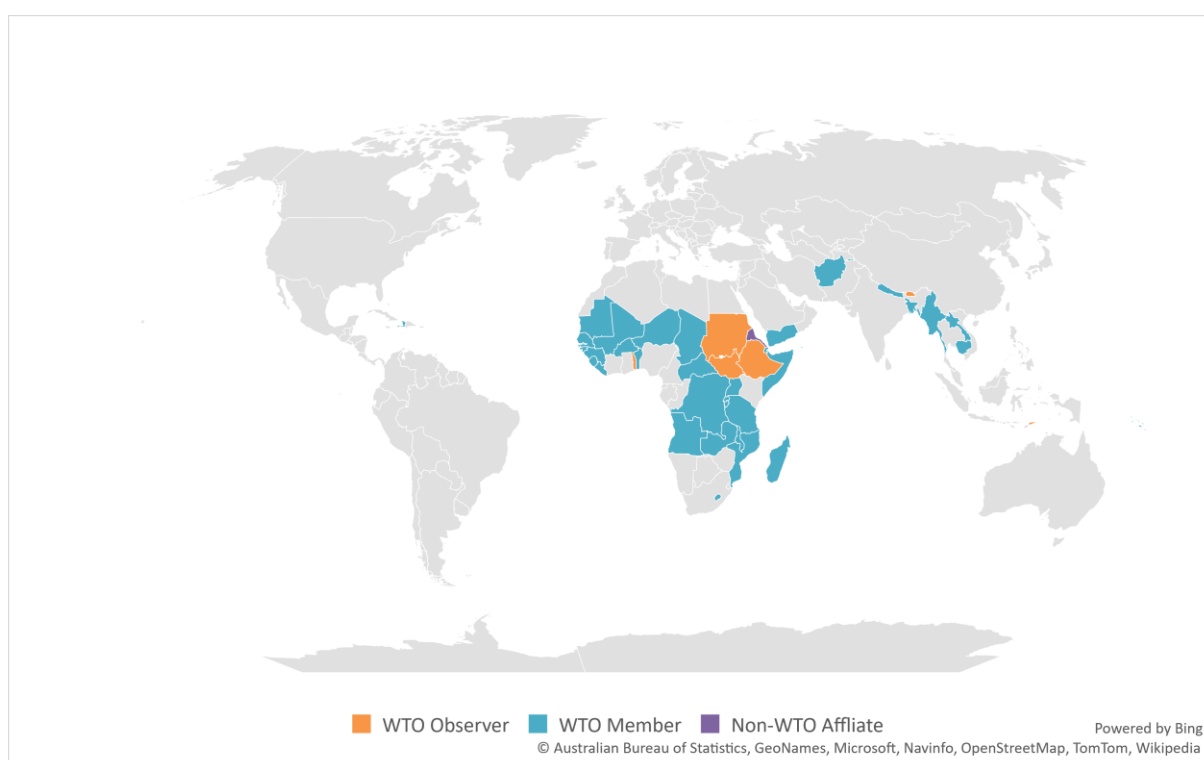 WTO Observer WTO Member Non-WTO Affliate
Powered by Bing
© Australian Bureau of Statistics, GeoNames, Microsoft, Navinfo, OpenStreetMap, TomTom, Wikipedia